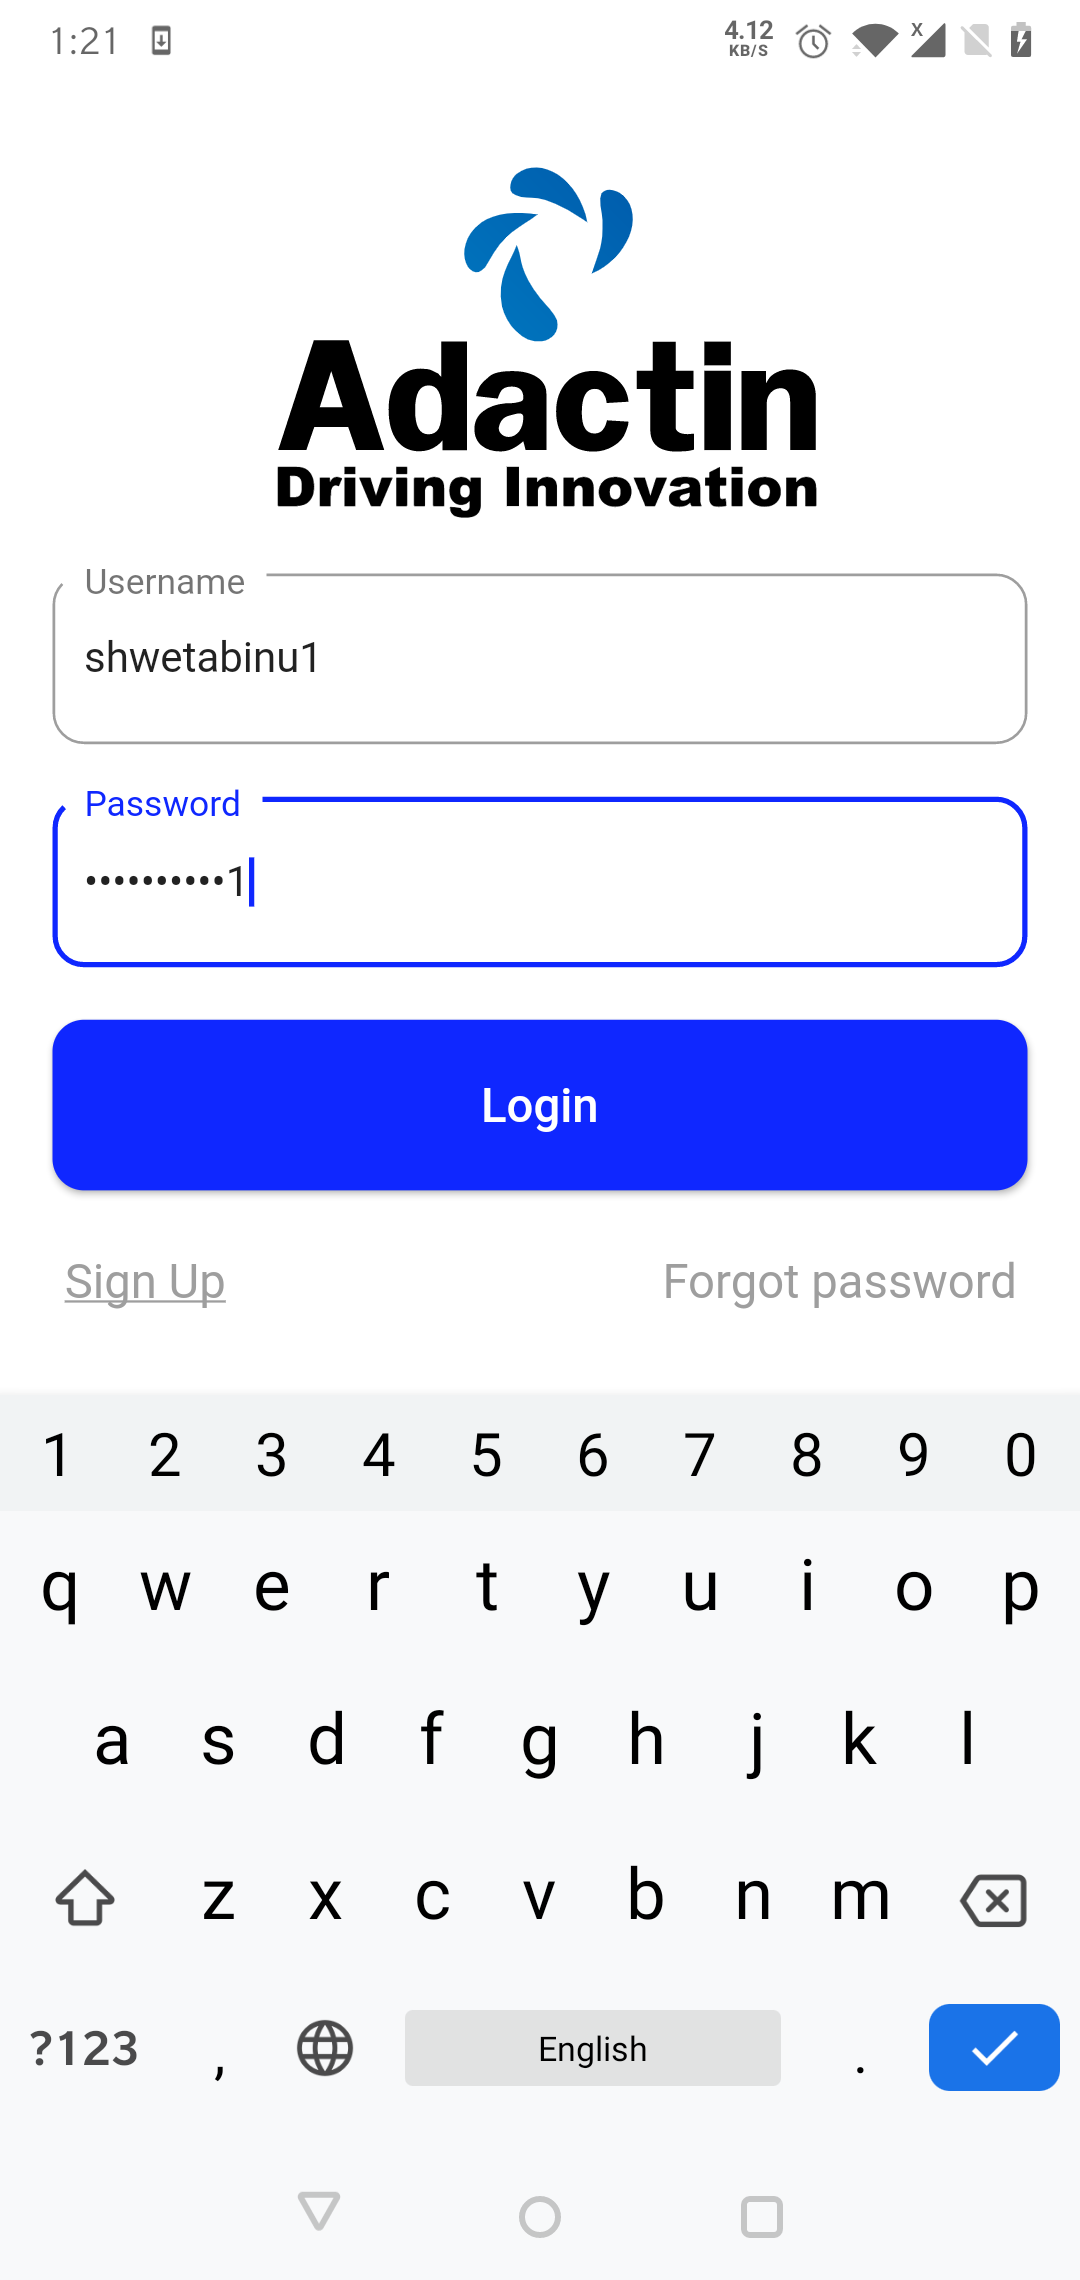 1:21
4.12
KB/S
X
Adactin
Driving Innovation
Username
shwetabinu1
Password
••••••••••1
Login
Sign Up
Forgot password
1 2 3 4 5 6 7 8 9 0
q w e r t y u i o p
a s d f g h j k l
z x c v b n m
?123 , English .